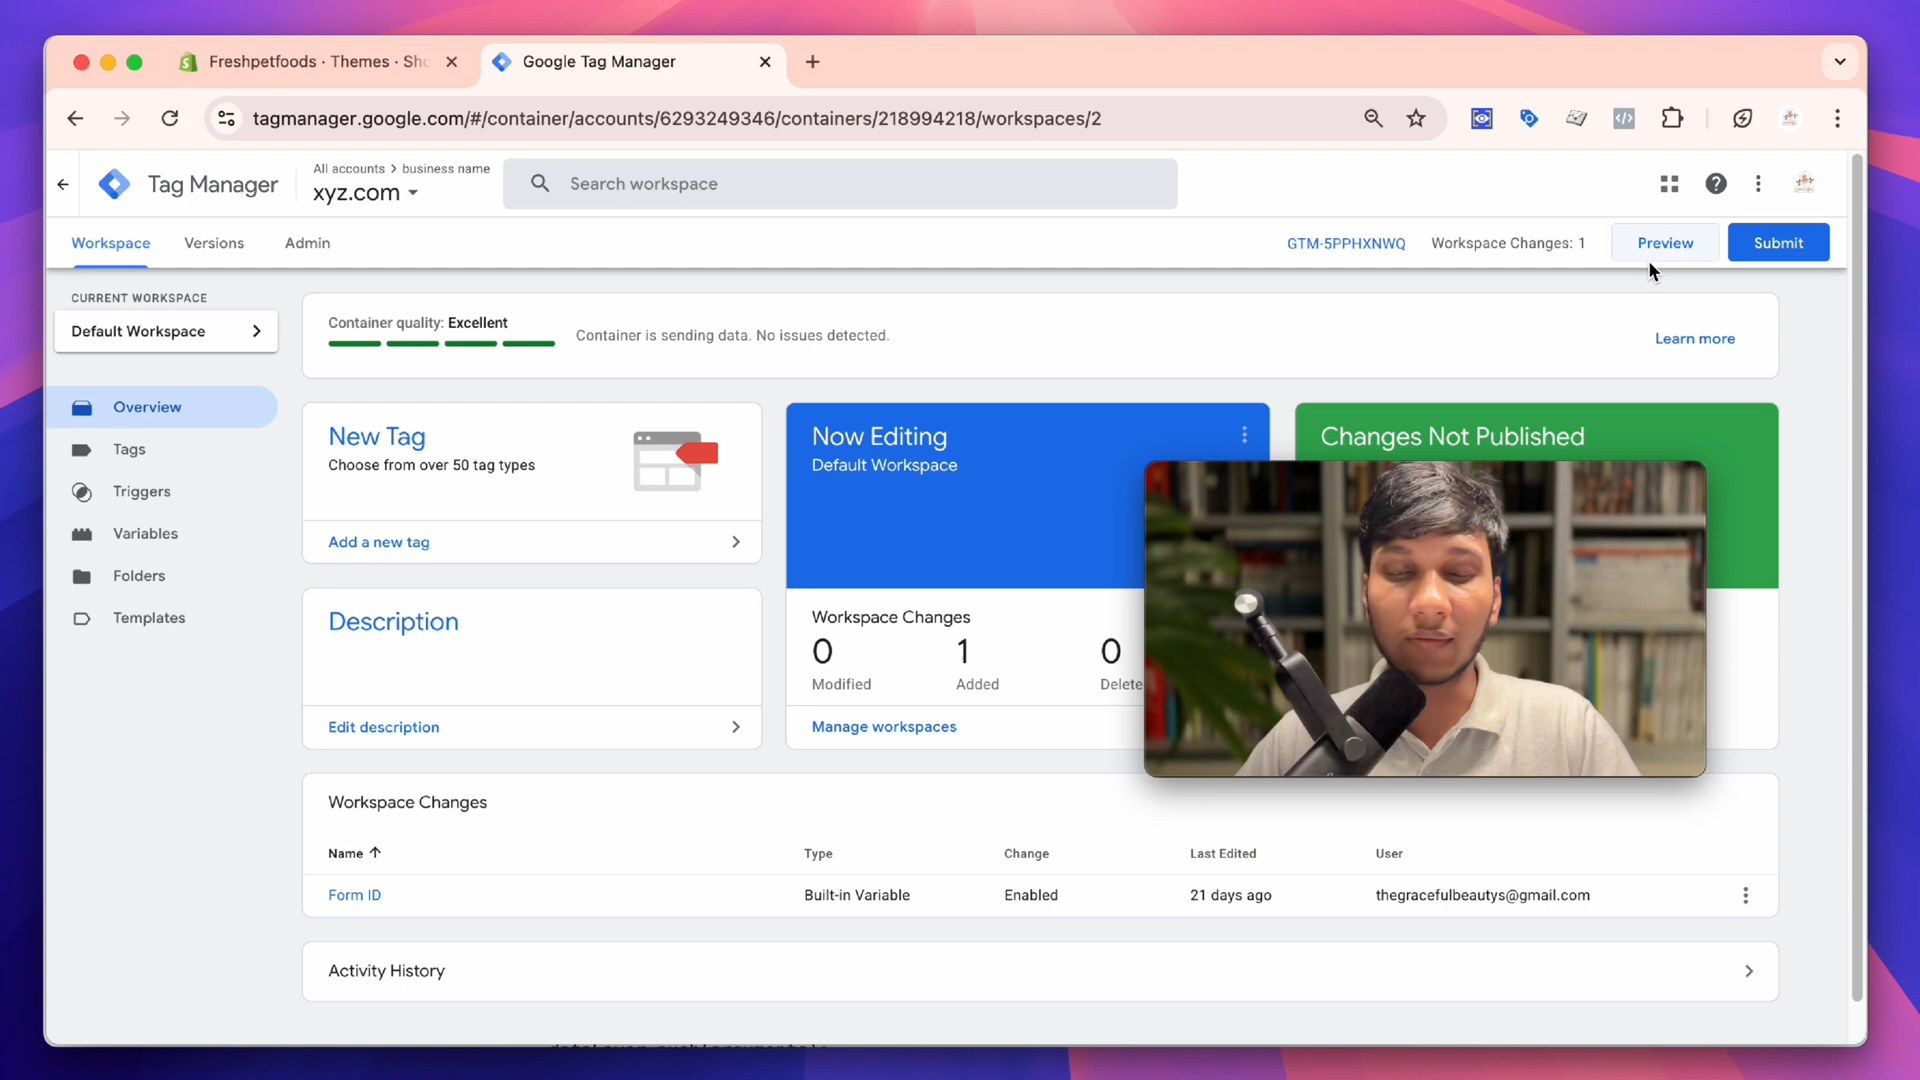 Freshpetfoods · Themes · Sho
Google Tag Manager
tagmanager.google.com/#/container/accounts/6293249346/containers/218994218/workspaces/2
Tag Manager
All accounts > business name
xyz.com
Search workspace
Workspace
Versions
Admin
GTM-5PPHXNWQ
Workspace Changes: 1
Preview
Submit
CURRENT WORKSPACE
Default Workspace
Container quality: Excellent
Container is sending data. No issues detected.
Learn more
Overview
Tags
Triggers
Variables
Folders
Templates
New Tag
Choose from over 50 tag types
Add a new tag
Now Editing
Default Workspace
Changes Not Published
Description
Edit description
Workspace Changes
0
1
0
Modified
Added
Delete
Manage workspaces
Workspace Changes
Name
Type
Change
Last Edited
User
Form ID
Built-in Variable
Enabled
21 days ago
thegracefulbeautys@gmail.com
Activity History